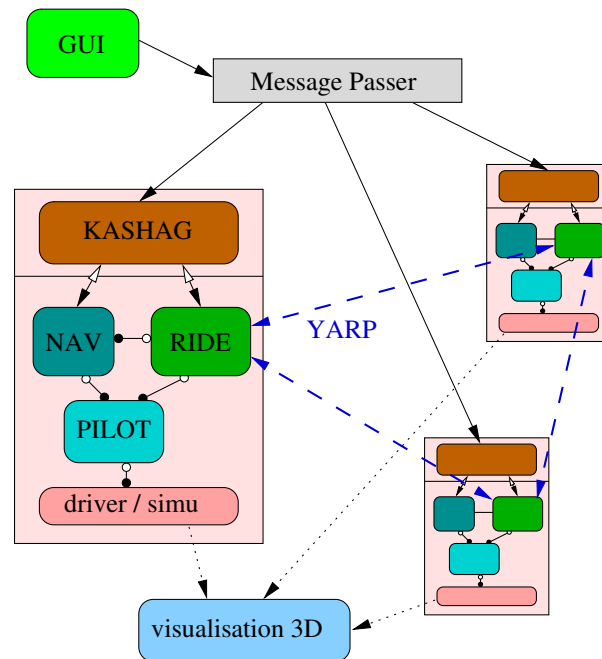 GUI
Message Passer
KASHAG
NAV
RIDE
YARP
PILOT
driver / simu
visualisation 3D